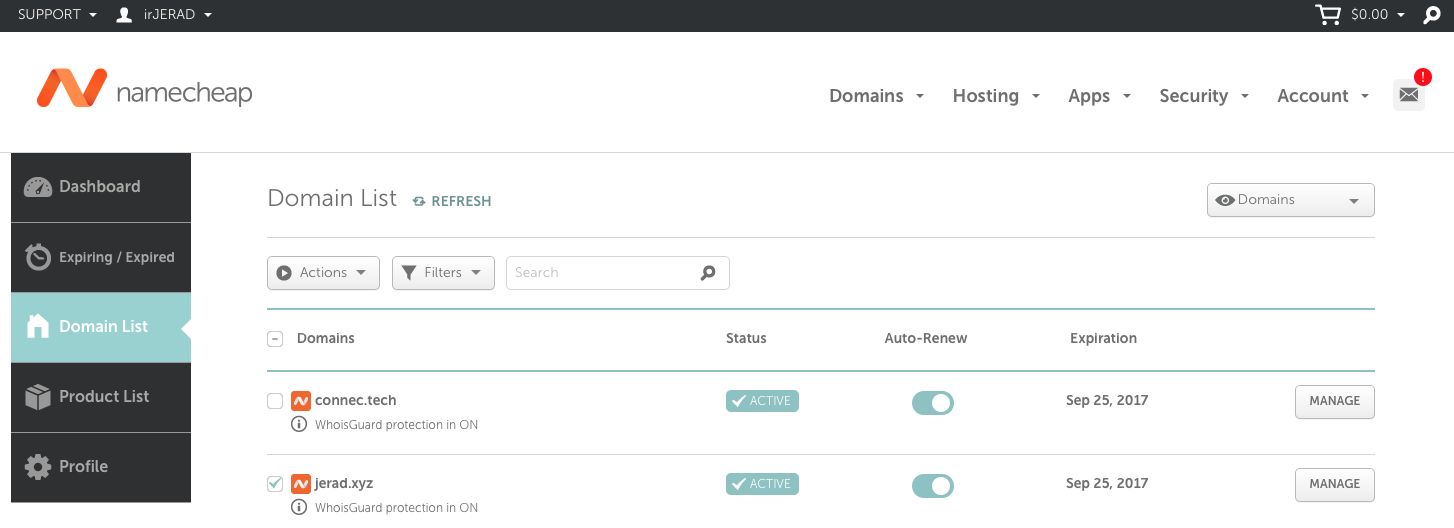 SUPPORT irJERAD $0.00
namecheap
Domains Hosting Apps Security Account !
Dashboard
Expiring / Expired
Domain List
Product List
Profile
Domain List REFRESH Domains
Actions Filters Search
Domains Status Auto-Renew Expiration
connec.tech ACTIVE Sep 25, 2017 MANAGE
WhoisGuard protection in ON
jerad.xyz ACTIVE Sep 25, 2017 MANAGE
WhoisGuard protection in ON